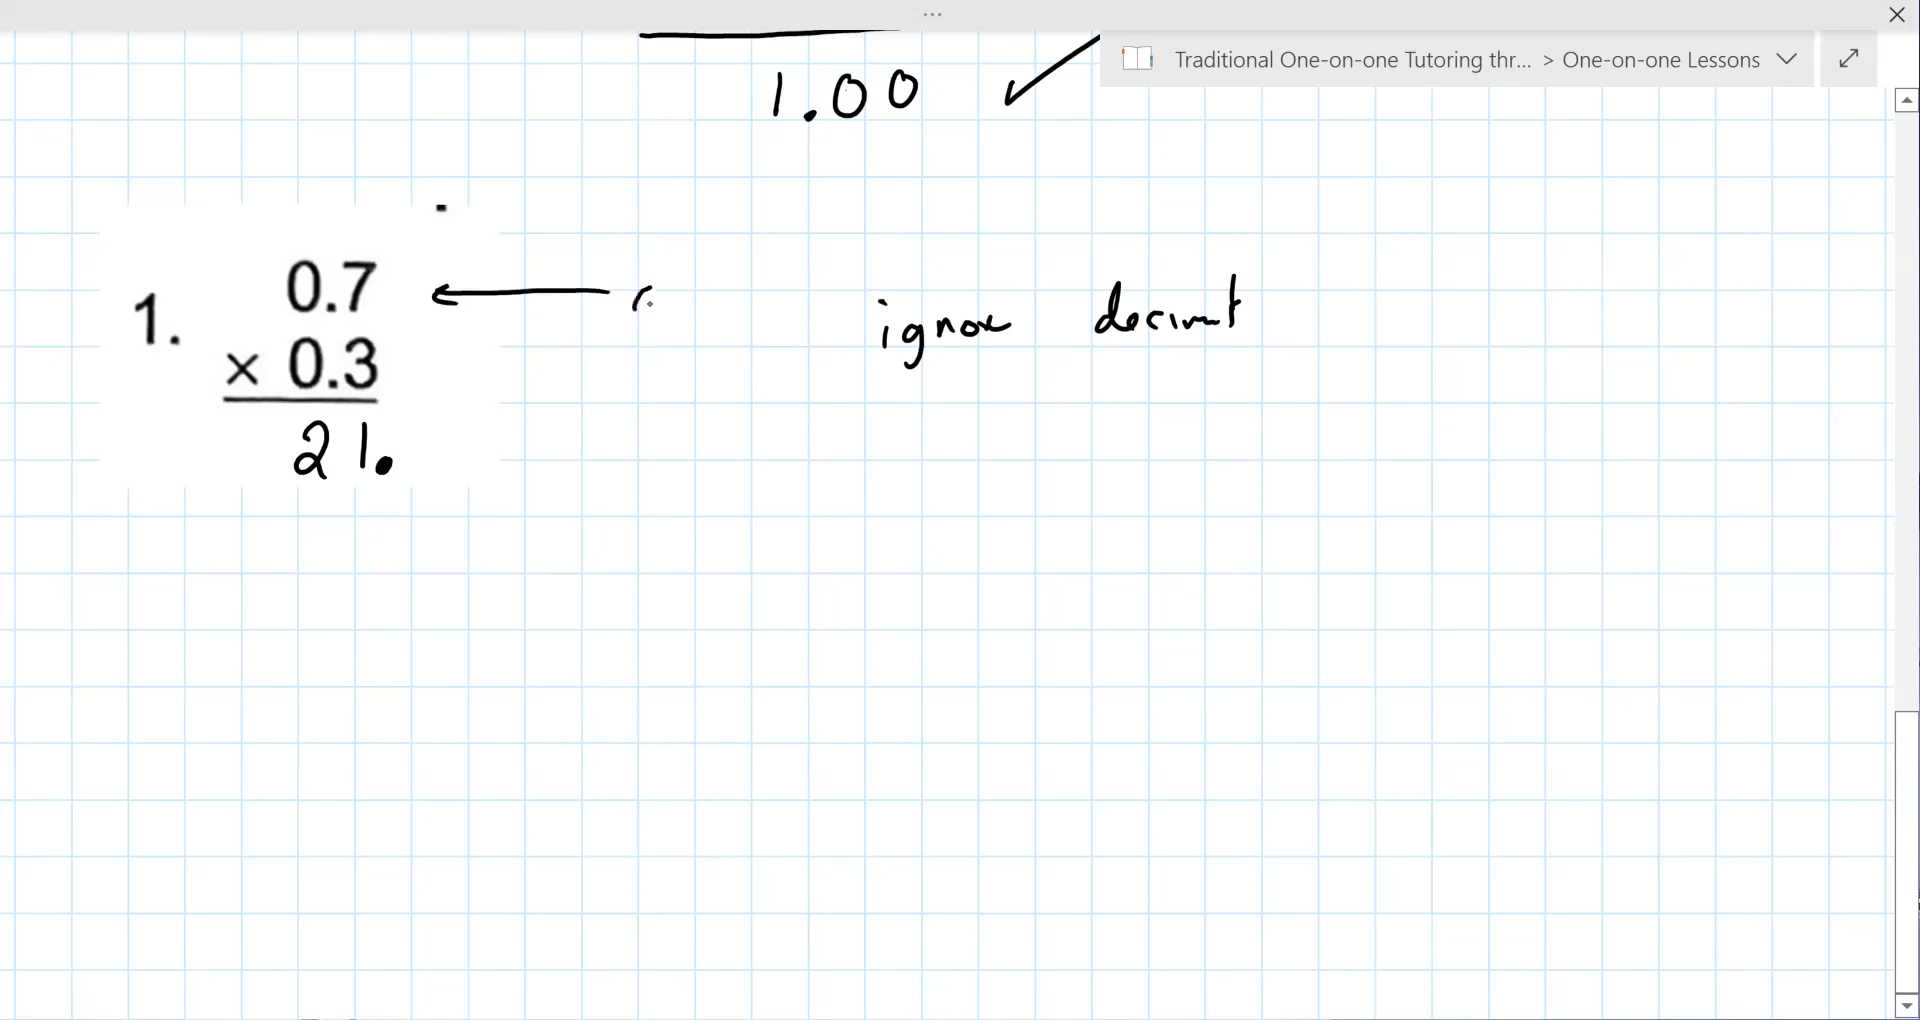 ...
Traditional One-on-one Tutoring thr... > One-on-one Lessons
1.00
1. 0.7
× 0.3
21.
ignore decimal